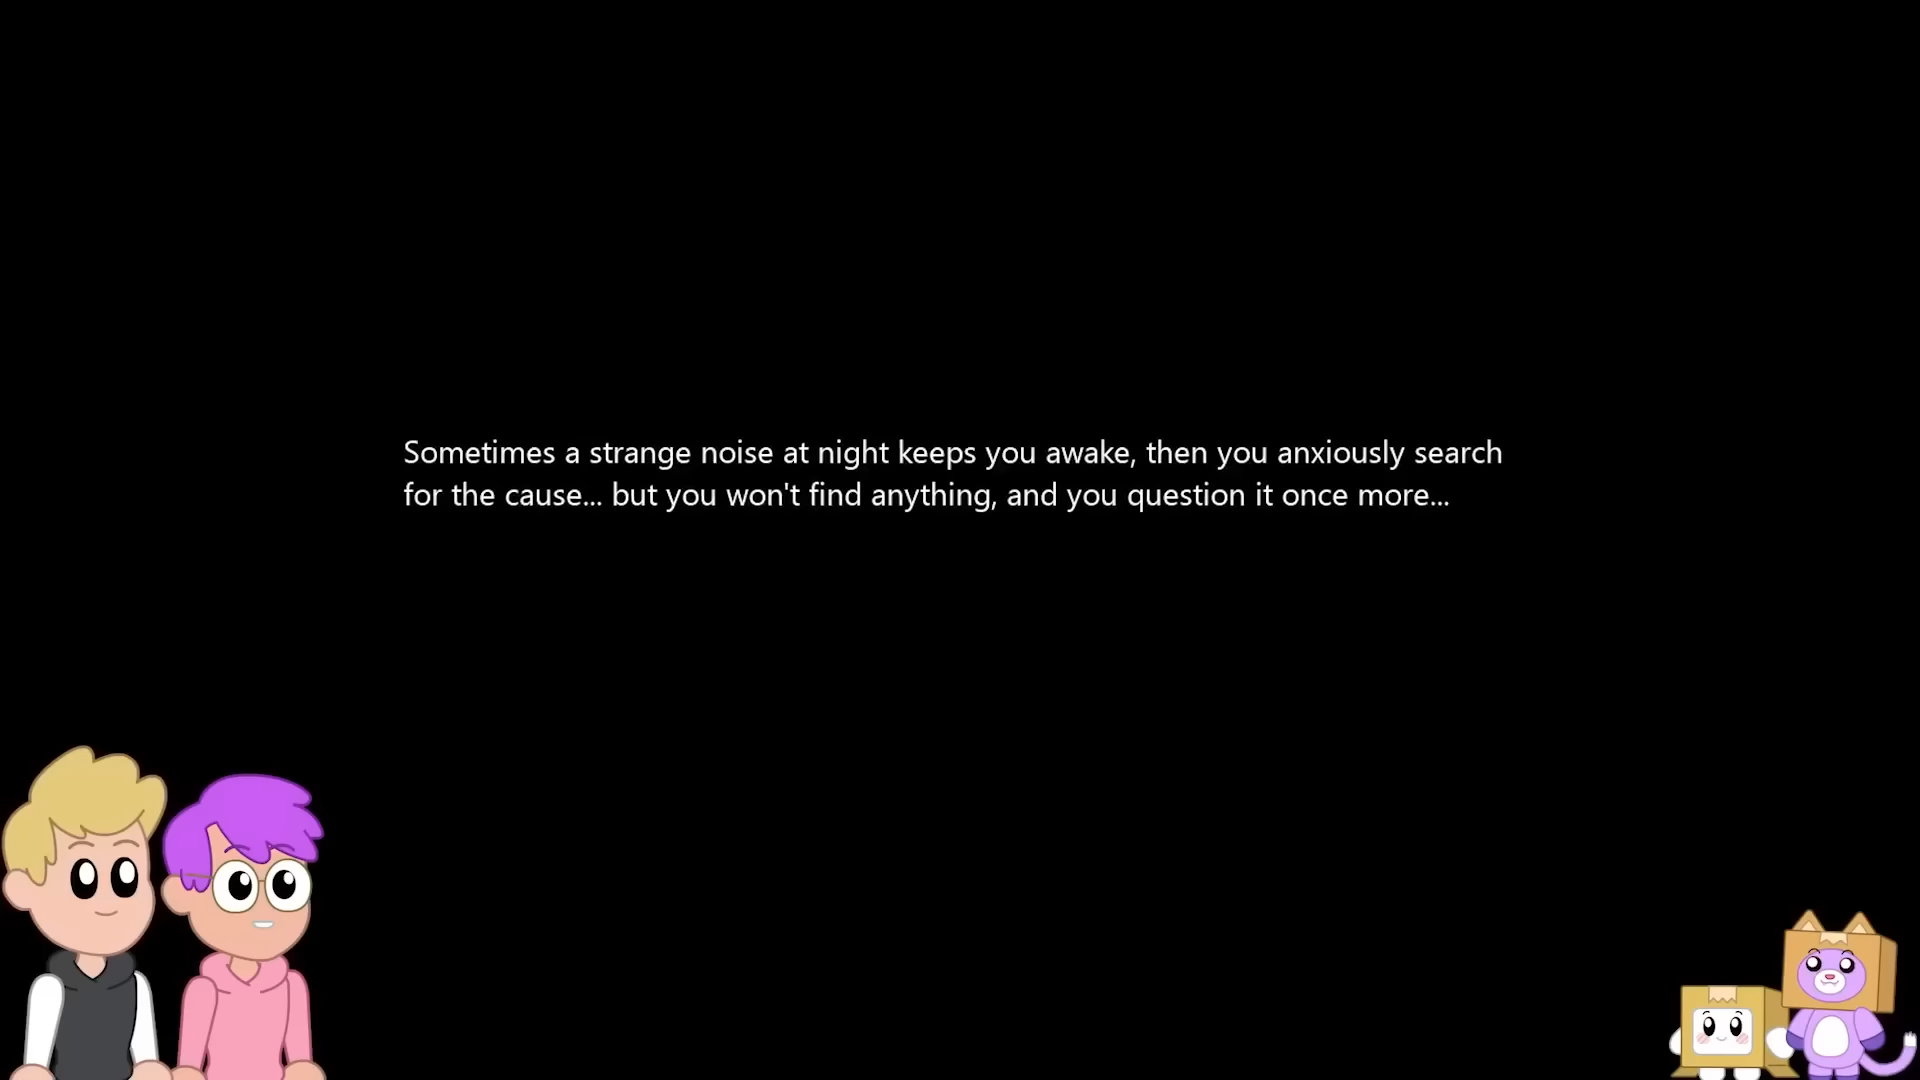 Sometimes a strange noise at night keeps you awake, then you anxiously search
for the cause... but you won't find anything, and you question it once more...